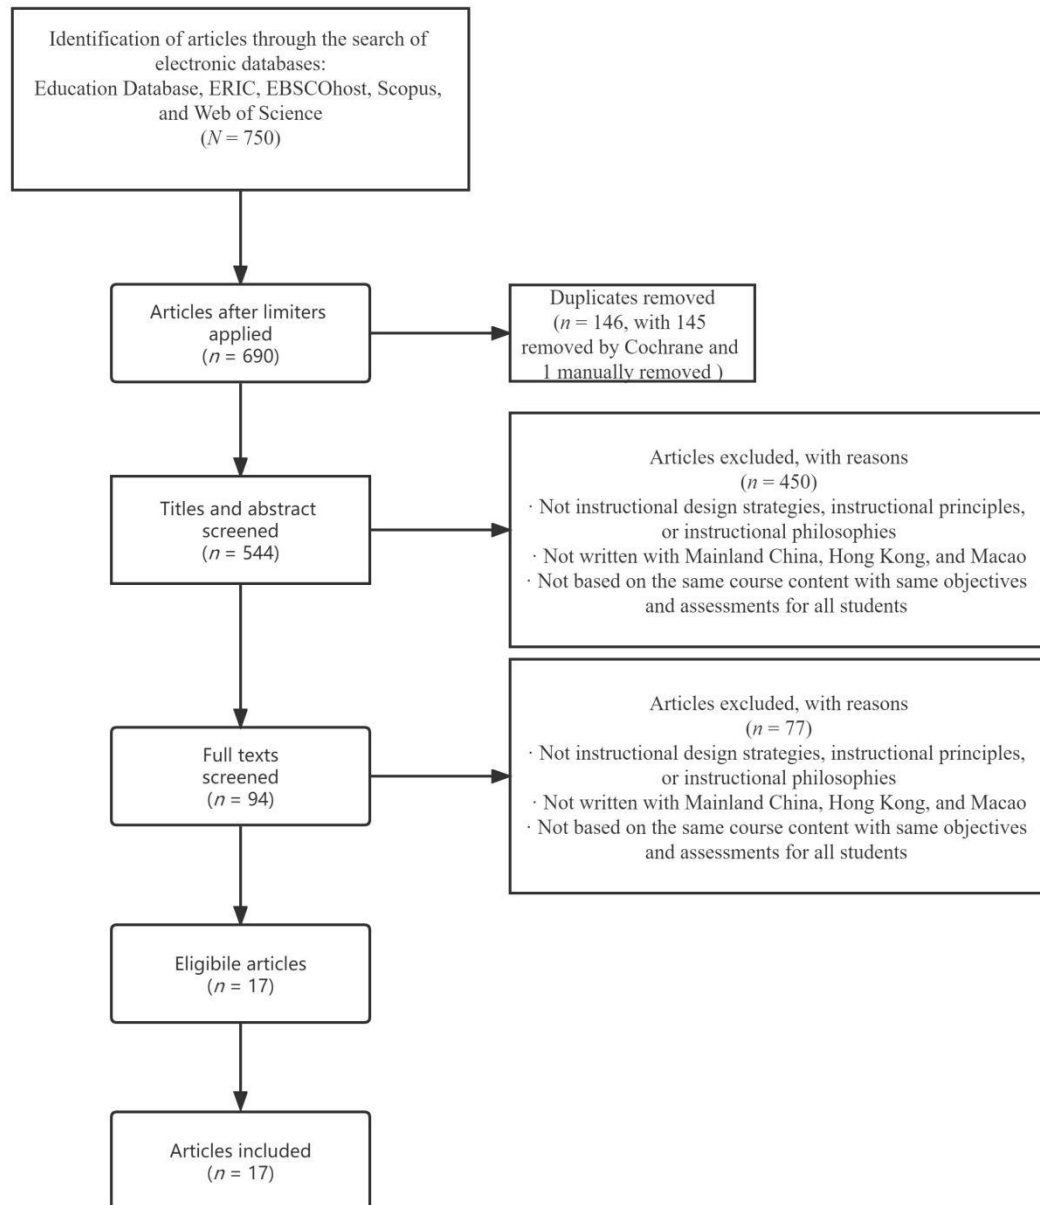 Identification of articles through the search of
electronic databases:
Education Database, ERIC, EBSCOhost, Scopus,
and Web of Science
(N = 750)
Articles after limiters
applied
(n = 690)
Duplicates removed
(n = 146, with 145
removed by Cochrane and
1 manually removed )
Titles and abstract
screened
(n = 544)
Articles excluded, with reasons
(n = 450)
· Not instructional design strategies, instructional principles,
or instructional philosophies
· Not written with Mainland China, Hong Kong, and Macao
· Not based on the same course content with same objectives
and assessments for all students
Full texts
screened
(n = 94)
Articles excluded, with reasons
(n = 77)
· Not instructional design strategies, instructional principles,
or instructional philosophies
· Not written with Mainland China, Hong Kong, and Macao
· Not based on the same course content with same objectives
and assessments for all students
Eligibile articles
(n = 17)
Articles included
(n = 17)